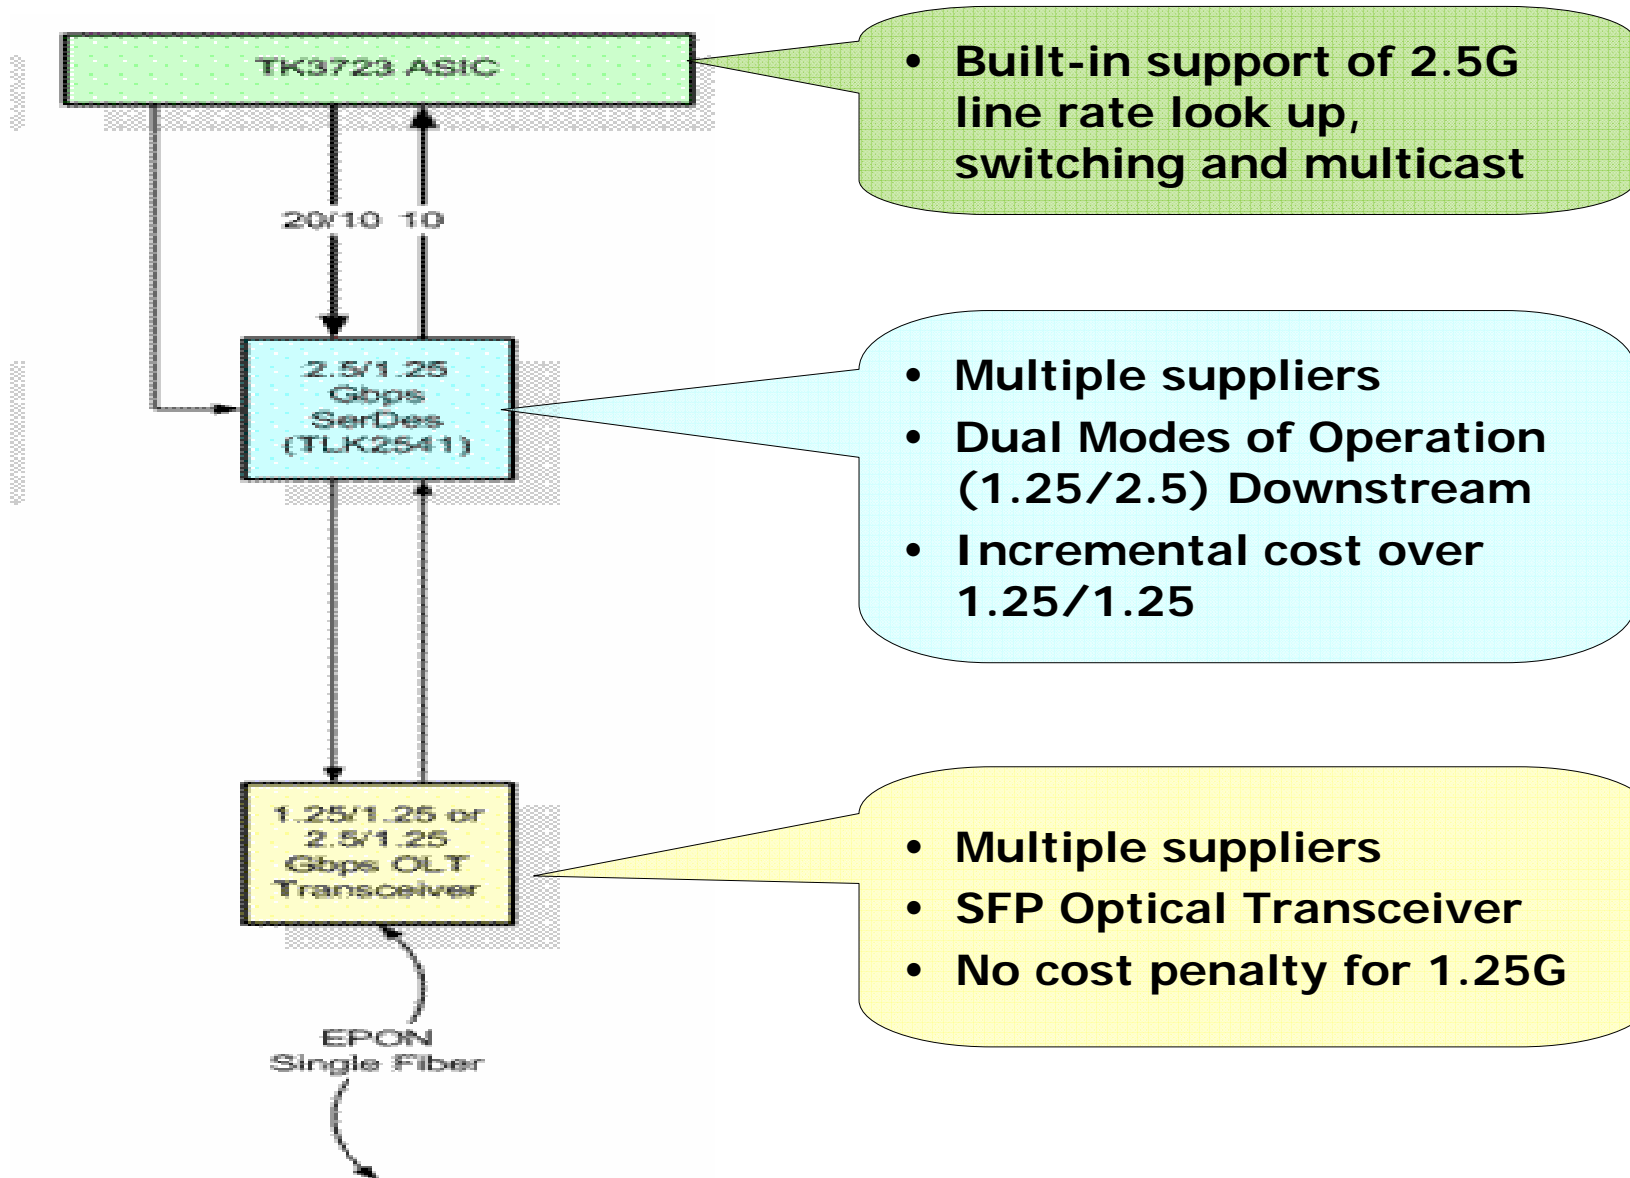 TK3723 ASIC
• Built-in support of 2.5G
line rate look up,
switching and multicast
20/10 10
2.5/1.25
Gbps
SerDes
(TLK2541)
• Multiple suppliers
• Dual Modes of Operation
(1.25/2.5) Downstream
• Incremental cost over
1.25/1.25
1.25/1.25 or
2.5/1.25
Gbps OLT
Transceiver
• Multiple suppliers
• SFP Optical Transceiver
• No cost penalty for 1.25G
EPON
Single Fiber